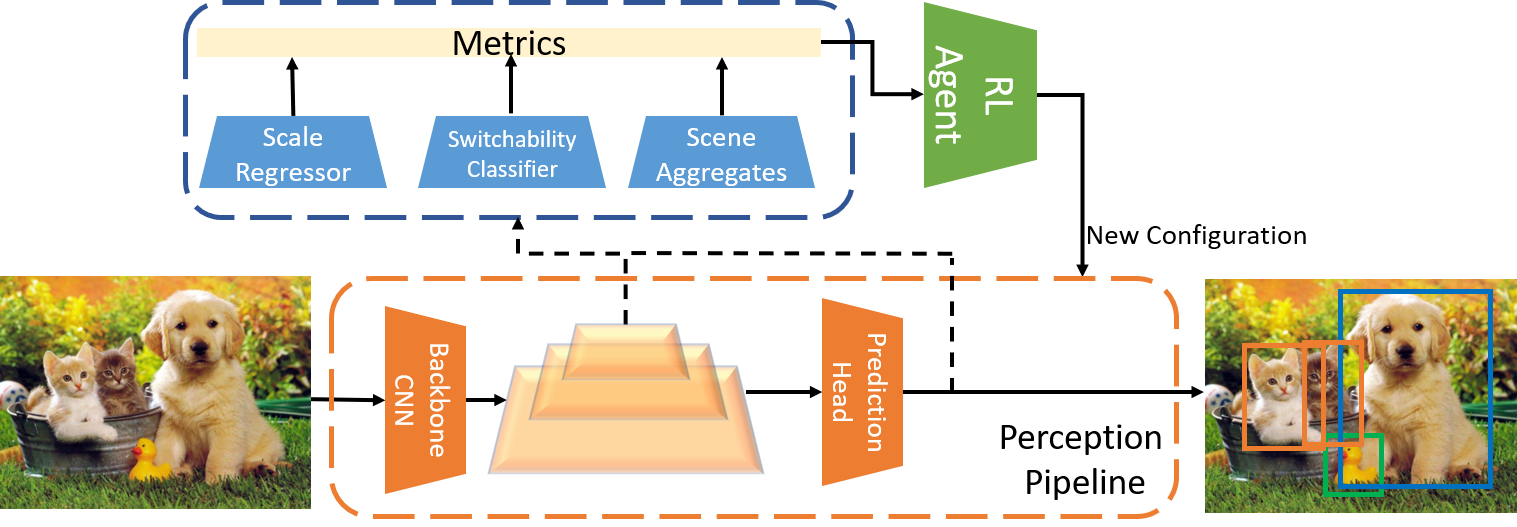 Metrics
Scale
Regressor
Switchability
Classifier
Scene
Aggregates
RL
Agent
New Configuration
Backbone
CNN
Prediction
Head
Perception
Pipeline